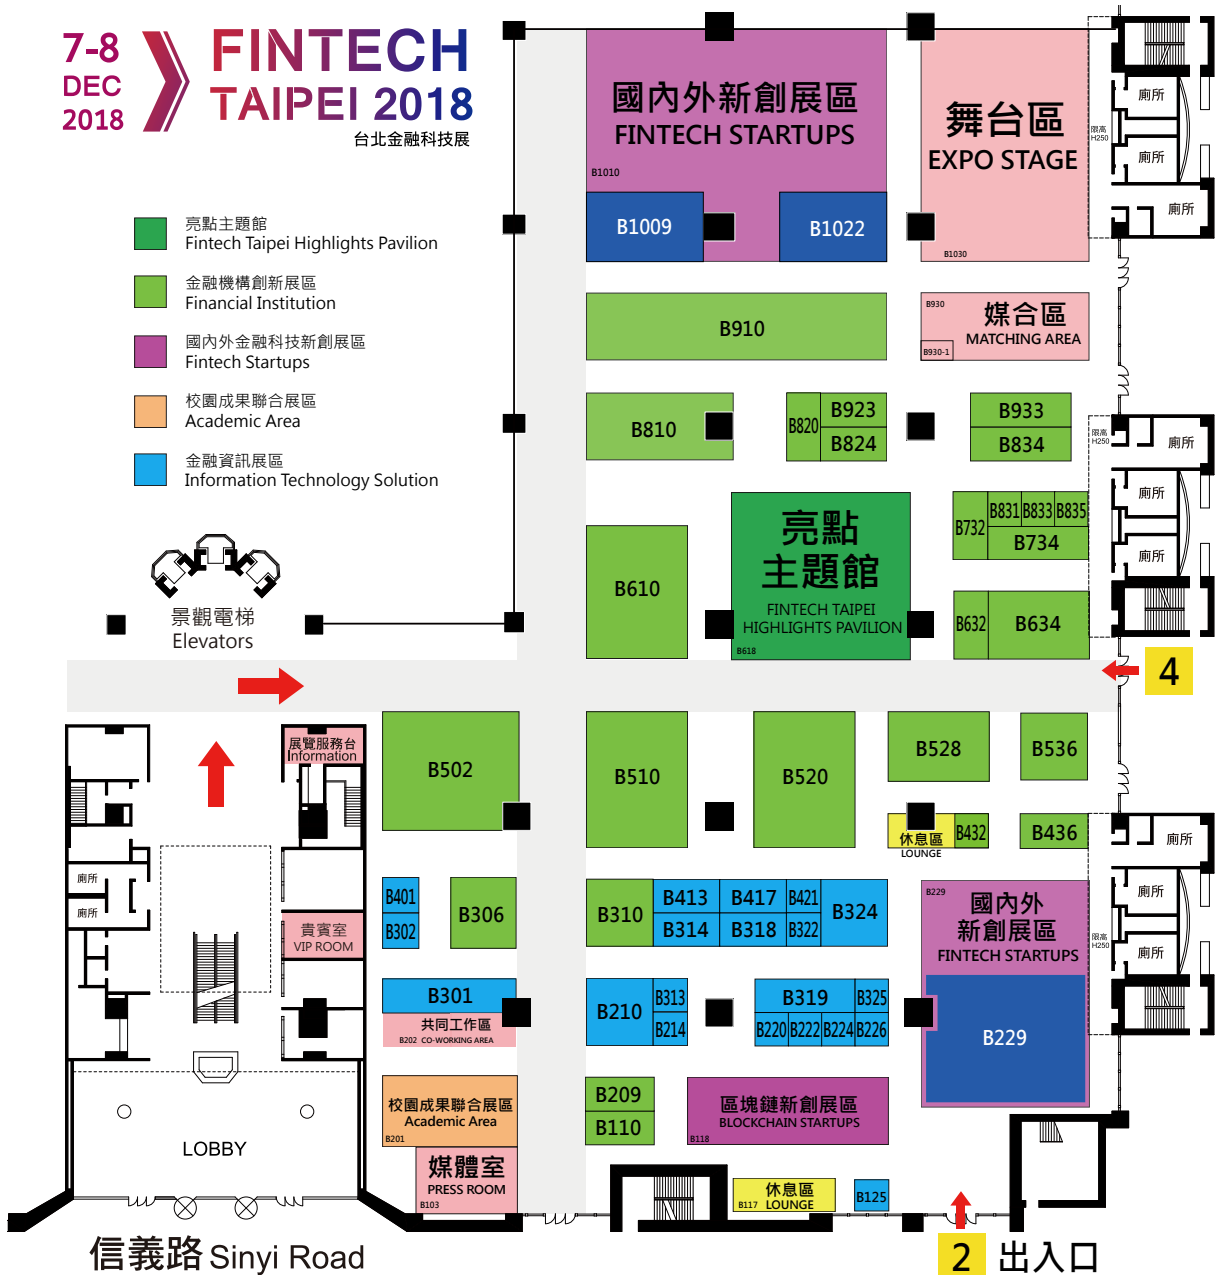 7-8
DEC
2018
FINTECH
TAIPEI 2018
台北金融科技展
亮點主題館
Fintech Taipei Highlights Pavilion
金融機構創新展區
Financial Institution
國內外金融科技新創展區
Fintech Startups
校園成果聯合展區
Academic Area
金融資訊展區
Information Technology Solution
國內外新創展區
FINTECH STARTUPS
B1010
B1009
B1022
舞台區
EXPO STAGE
B1030
限高
H250
廁所
廁所
廁所
B910
B930
媒合區
MATCHING AREA
B930-1
B810
B820
B923
B824
B933
B834
限高
H250
廁所
廁所
廁所
亮點
主題館
FINTECH TAIPEI
HIGHLIGHTS PAVILION
B618
B610
B732
B831
B833
B835
B734
B632
B634
景觀電梯
Elevators
4
展覽服務台
Information
B502
B510
B520
B528
B536
休息區
LOUNGE
B432
B436
廁所
廁所
廁所
限高
H250
廁所
廁所
貴賓室
VIP ROOM
B401
B302
B306
B310
B413
B417
B421
B324
B314
B318
B322
B229
國內外
新創展區
FINTECH STARTUPS
B229
B301
共同工作區
B202 CO-WORKING AREA
B210
B313
B214
B319
B325
B220
B222
B224
B226
校園成果聯合展區
Academic Area
B201
B209
B110
區塊鏈新創展區
BLOCKCHAIN STARTUPS
B118
LOBBY
媒體室
PRESS ROOM
B103
休息區
B117 LOUNGE
B125
信義路 Sinyi Road
2 出入口